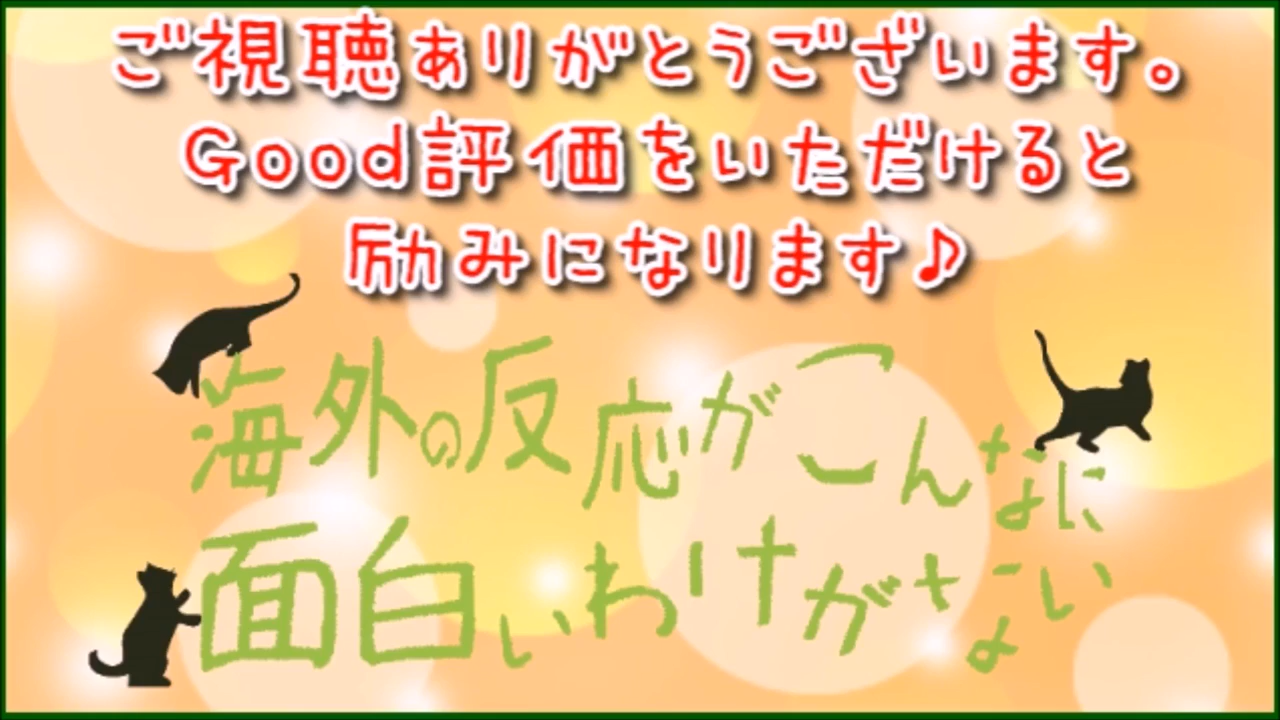 ご視聴ありがとうございます。
Good評価をいただけると
励みになります♪
海外の反応がこんなに
面白いわけがない